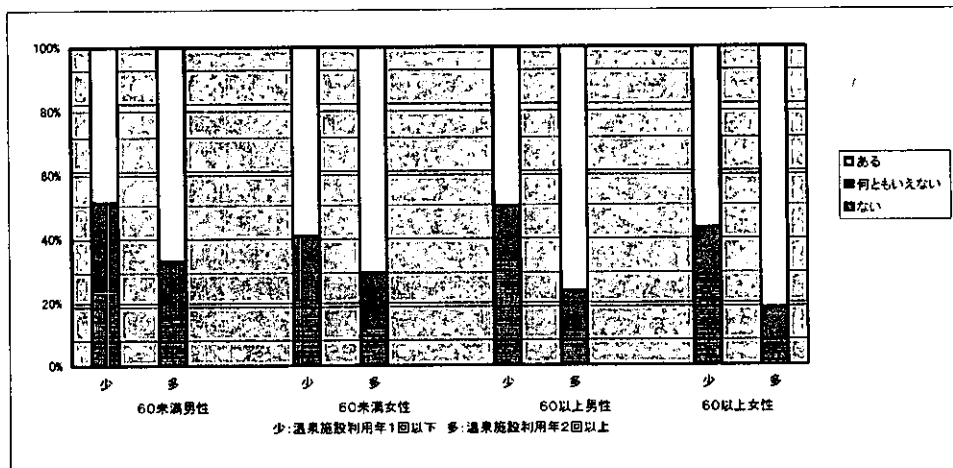 100%
80%
60%
40%
20%
0%
ある
何ともいえない
ない
少 多 少 多 少 多 少 多
60未満男性 60未満女性 60以上男性 60以上女性
少:温泉施設利用年1回以下 多:温泉施設利用年2回以上